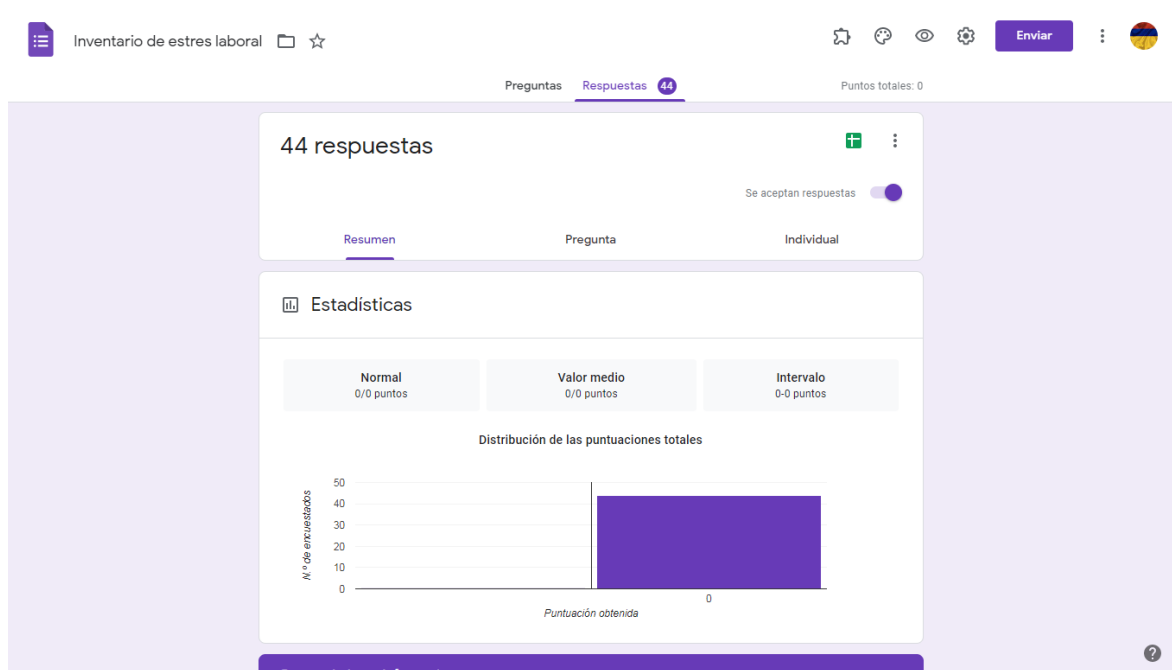 Inventario de estres laboral
Enviar
Preguntas Respuestas 44
Puntos totales: 0
44 respuestas
Se aceptan respuestas
Resumen Pregunta Individual
Estadísticas
Normal Valor medio Intervalo
0/0 puntos 0/0 puntos 0-0 puntos
Distribución de las puntuaciones totales
N.º de encuestados
50
40
30
20
10
0
0
Puntuación obtenida